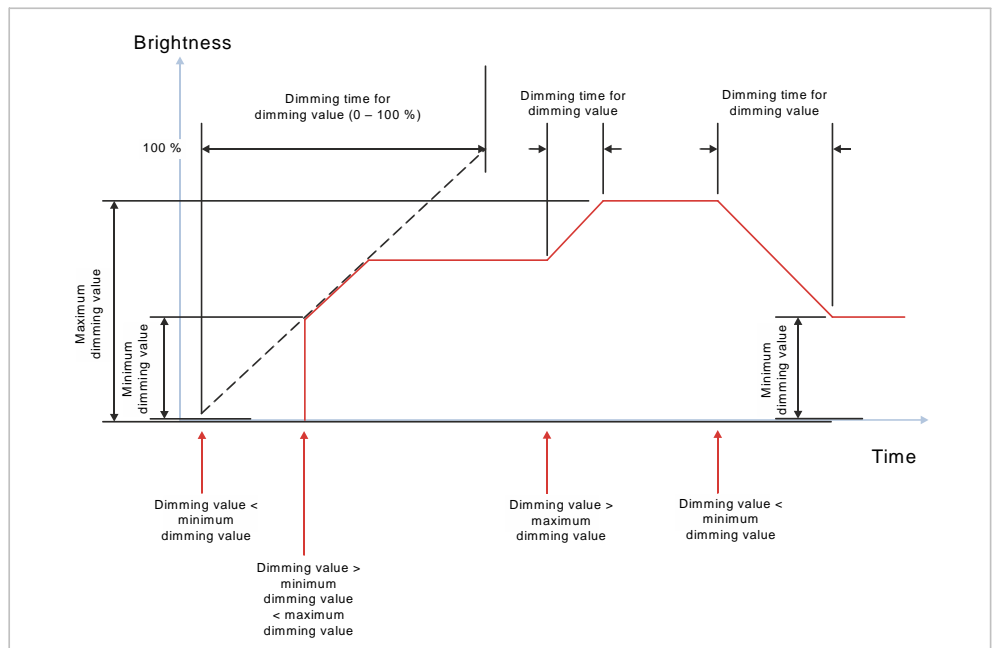 Brightness
Dimming time for
dimming value (0 – 100 %)
Dimming time for
dimming value
Dimming time for
dimming value
100 %
Maximum
dimming value
Minimum
dimming value
Minimum
dimming value
Time
Dimming value <
minimum
dimming value
Dimming value >
minimum
dimming value
< maximum
dimming value
Dimming value >
maximum
dimming value
Dimming value <
minimum
dimming value